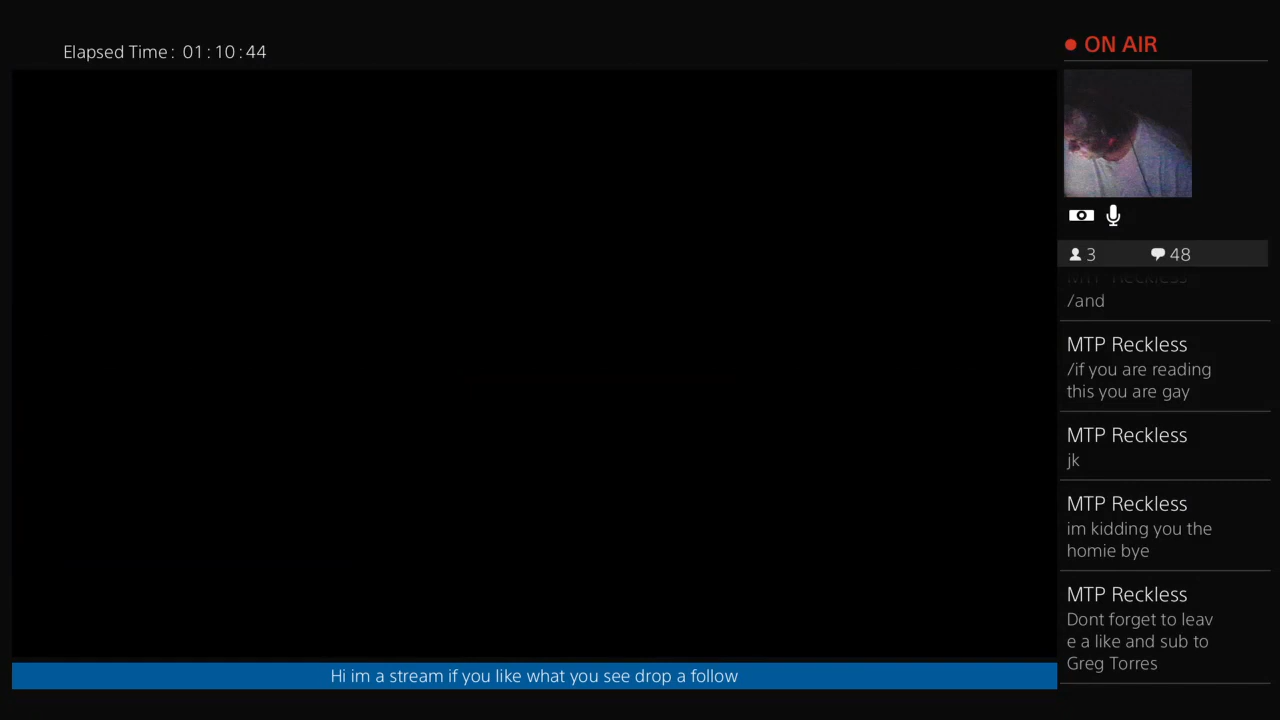 Elapsed Time: 01:10:44
ON AIR
3 48
MTP Reckless
/and
MTP Reckless
/if you are reading
this you are gay
MTP Reckless
jk
MTP Reckless
im kidding you the
homie bye
MTP Reckless
Dont forget to leav
e a like and sub to
Greg Torres
Hi im a stream if you like what you see drop a follow